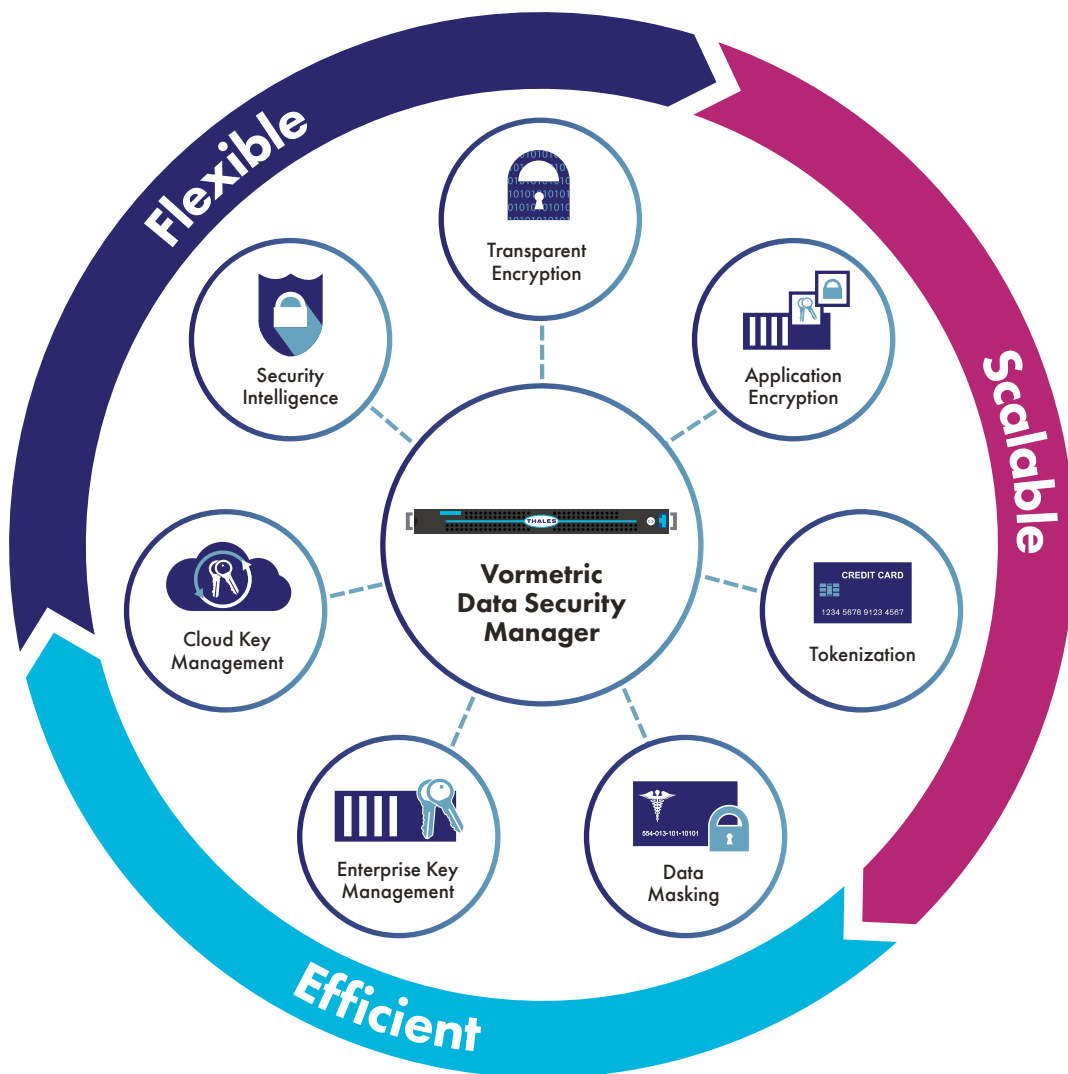 Flexible
Scalable
Efficient
Transparent
Encryption
Security
Intelligence
Application
Encryption
THALES
Vormetric
Data Security
Manager
CREDIT CARD
1234 5678 9123 4567
Tokenization
Cloud Key
Management
Enterprise Key
Management
554-013-101-10101
Data
Masking